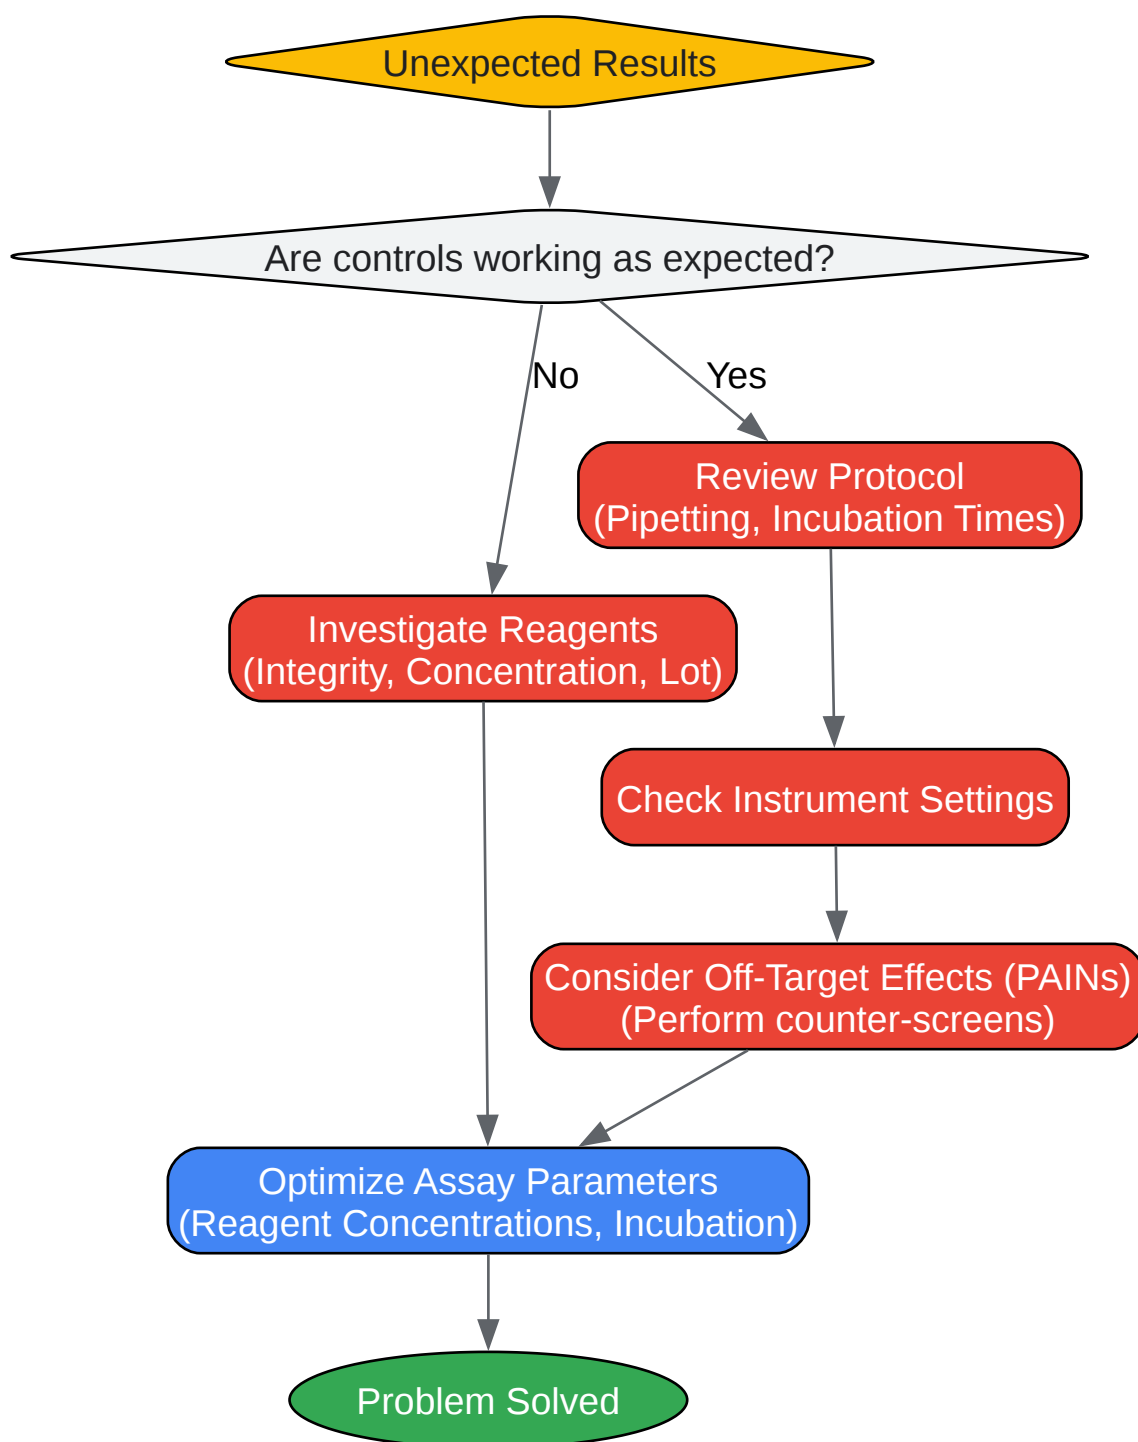 Unexpected Results
Are controls working as expected?
No
Yes
Review Protocol
(Pipetting, Incubation Times)
Investigate Reagents
(Integrity, Concentration, Lot)
Check Instrument Settings
Consider Off-Target Effects (PAINs)
(Perform counter-screens)
Optimize Assay Parameters
(Reagent Concentrations, Incubation)
Problem Solved